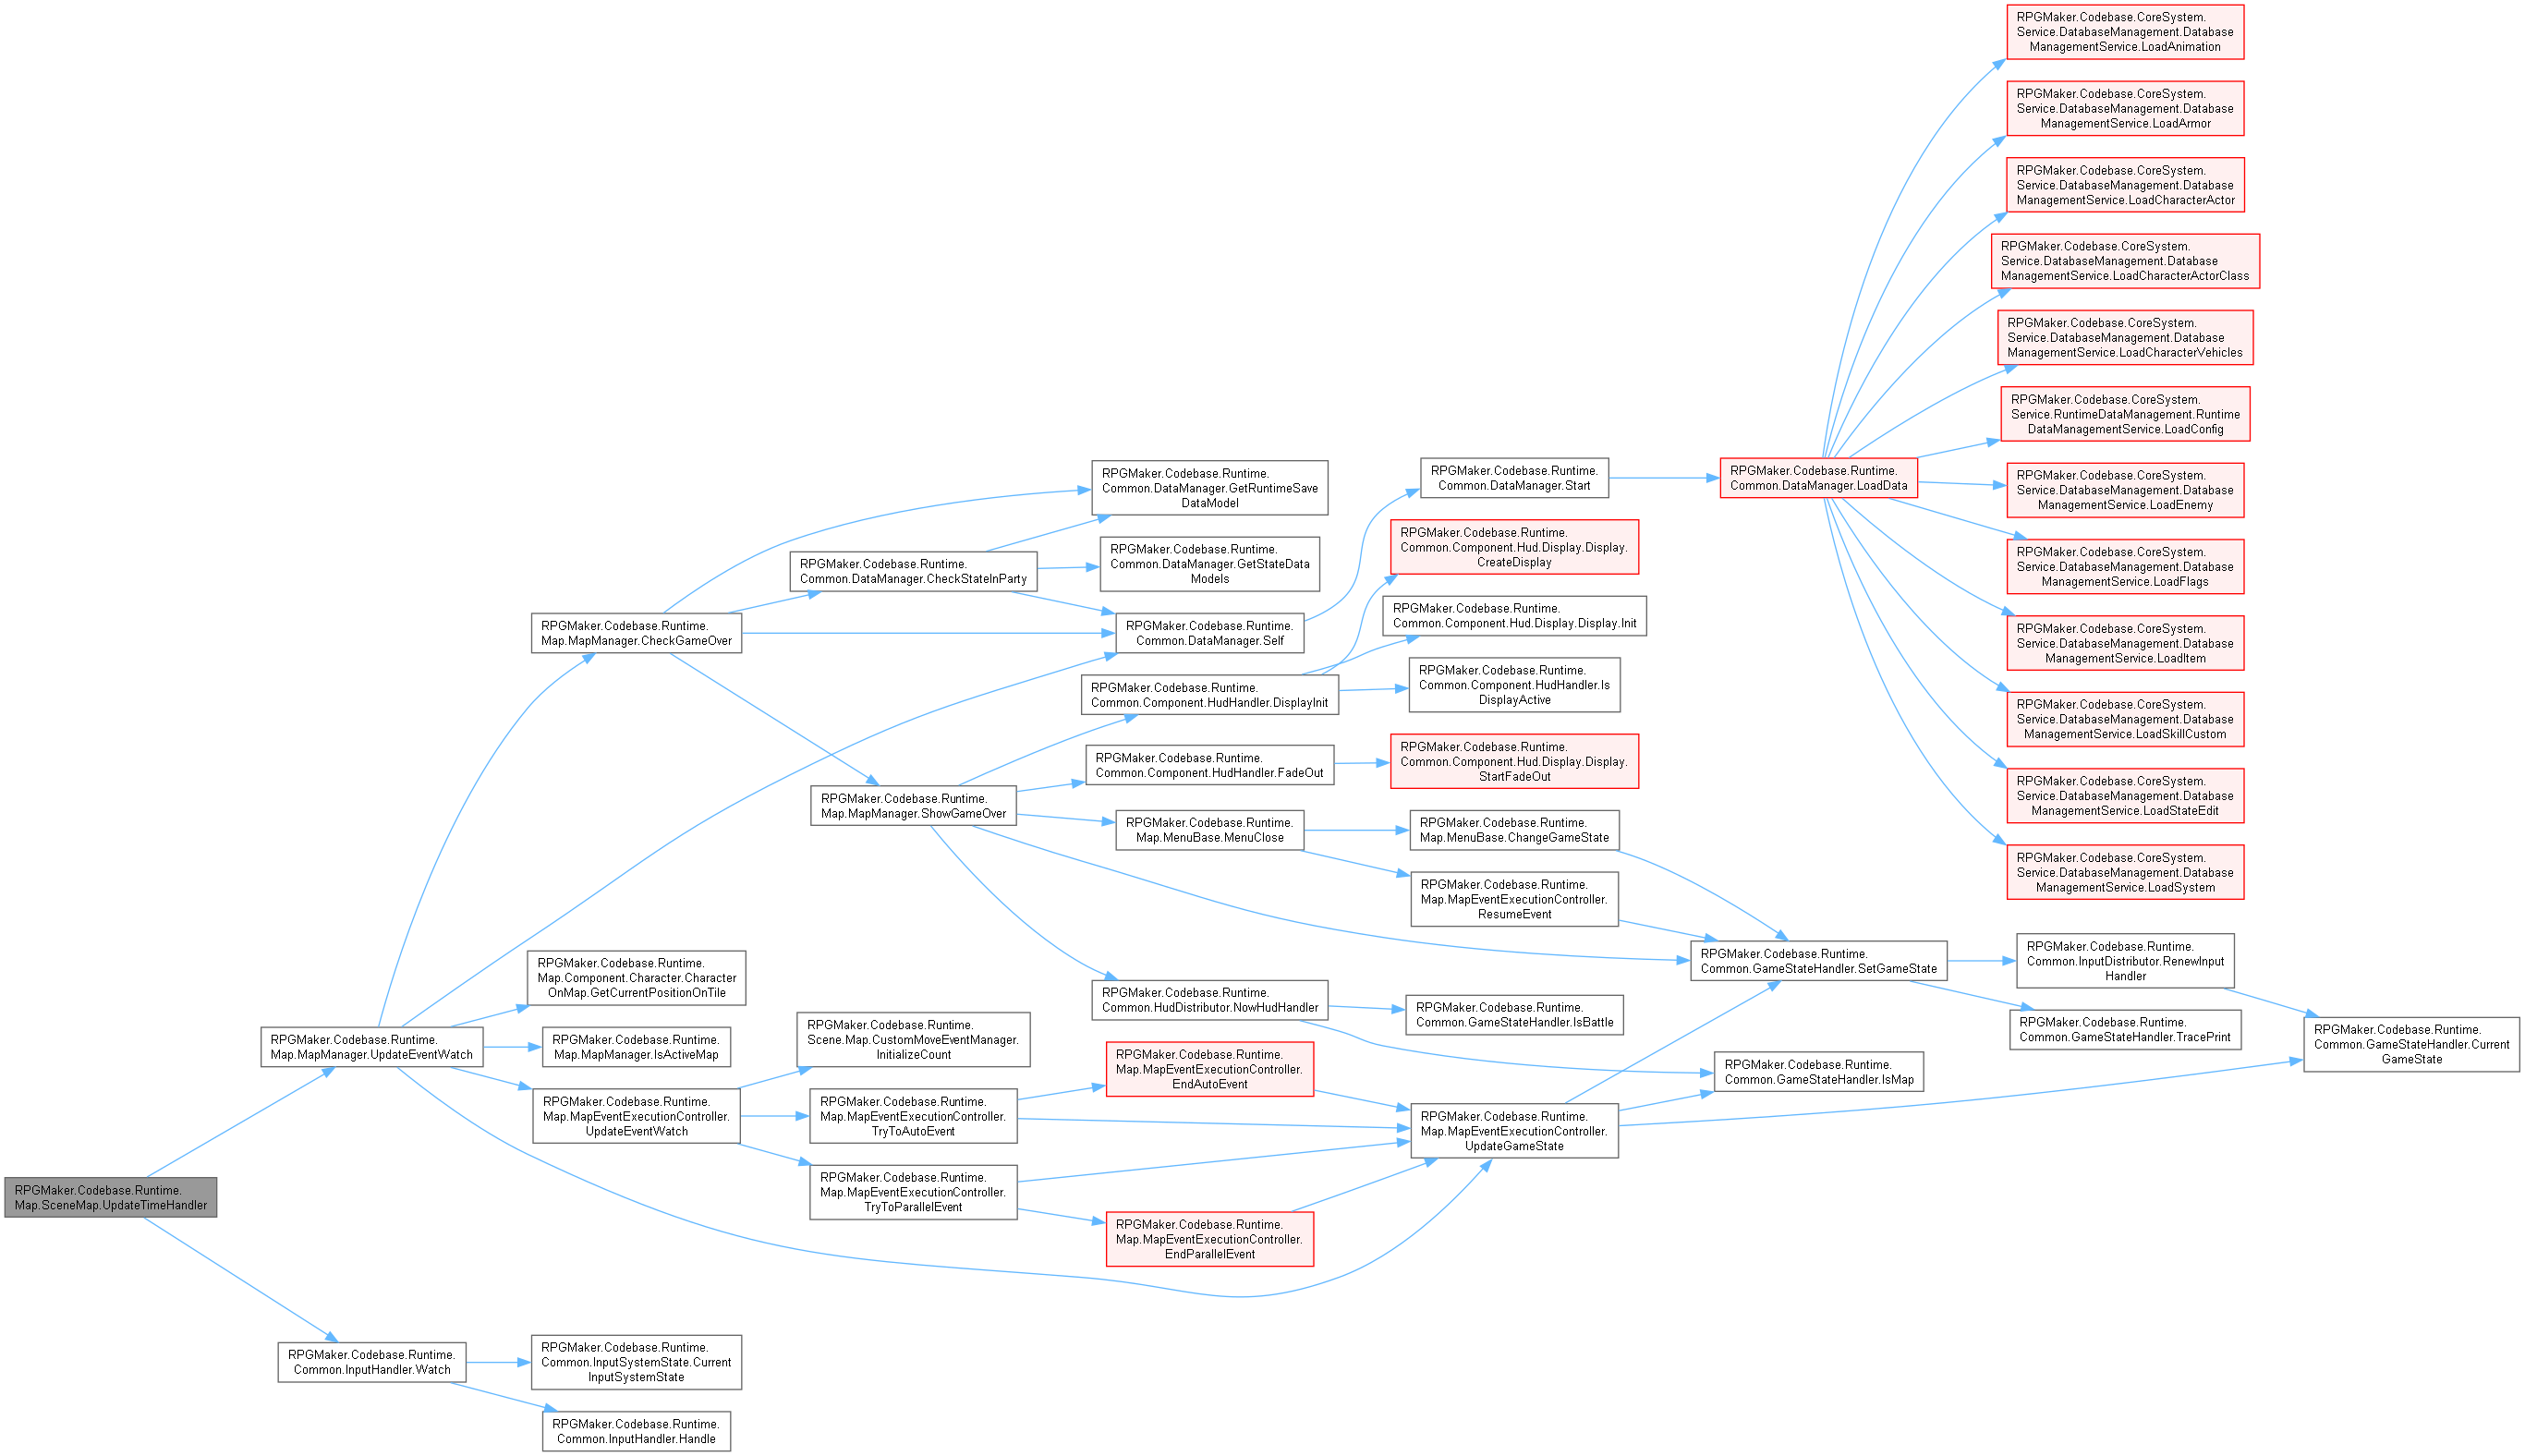 RPGMaker.Codebase.Runtime.
Map.SceneMap.UpdateTimeHandler
RPGMaker.Codebase.Runtime.
Map.MapManager.UpdateEventWatch
RPGMaker.Codebase.Runtime.
Common.InputHandler.Watch
RPGMaker.Codebase.Runtime.
Map.MapManager.CheckGameOver
RPGMaker.Codebase.Runtime.
Map.Component.Character.Character
OnMap.GetCurrentPositionOnTile
RPGMaker.Codebase.Runtime.
Map.MapManager.IsActiveMap
RPGMaker.Codebase.Runtime.
Map.MapEventExecutionController.
UpdateEventWatch
RPGMaker.Codebase.Runtime.
Common.InputSystemState.Current
InputSystemState
RPGMaker.Codebase.Runtime.
Common.InputHandler.Handle
RPGMaker.Codebase.Runtime.
Common.DataManager.CheckStateInParty
RPGMaker.Codebase.Runtime.
Map.MapManager.ShowGameOver
RPGMaker.Codebase.Runtime.
Scene.Map.CustomMoveEventManager.
InitializeCount
RPGMaker.Codebase.Runtime.
Map.MapEventExecutionController.
TryToAutoEvent
RPGMaker.Codebase.Runtime.
Map.MapEventExecutionController.
TryToParallelEvent
RPGMaker.Codebase.Runtime.
Common.DataManager.GetRuntimeSave
DataModel
RPGMaker.Codebase.Runtime.
Common.DataManager.GetStateData
Models
RPGMaker.Codebase.Runtime.
Common.DataManager.Self
RPGMaker.Codebase.Runtime.
Common.Component.HudHandler.DisplayInit
RPGMaker.Codebase.Runtime.
Common.Component.HudHandler.FadeOut
RPGMaker.Codebase.Runtime.
Map.MenuBase.MenuClose
RPGMaker.Codebase.Runtime.
Common.HudDistributor.NowHudHandler
RPGMaker.Codebase.Runtime.
Map.MapEventExecutionController.
EndAutoEvent
RPGMaker.Codebase.Runtime.
Map.MapEventExecutionController.
EndParallelEvent
RPGMaker.Codebase.Runtime.
Common.DataManager.Start
RPGMaker.Codebase.Runtime.
Common.Component.Hud.Display.Display.
CreateDisplay
RPGMaker.Codebase.Runtime.
Common.Component.Hud.Display.Display.Init
RPGMaker.Codebase.Runtime.
Common.Component.HudHandler.Is
DisplayActive
RPGMaker.Codebase.Runtime.
Common.Component.Hud.Display.Display.
StartFadeOut
RPGMaker.Codebase.Runtime.
Map.MenuBase.ChangeGameState
RPGMaker.Codebase.Runtime.
Map.MapEventExecutionController.
ResumeEvent
RPGMaker.Codebase.Runtime.
Common.GameStateHandler.IsBattle
RPGMaker.Codebase.Runtime.
Map.MapEventExecutionController.
UpdateGameState
RPGMaker.Codebase.Runtime.
Common.DataManager.LoadData
RPGMaker.Codebase.Runtime.
Common.GameStateHandler.SetGameState
RPGMaker.Codebase.Runtime.
Common.GameStateHandler.IsMap
RPGMaker.Codebase.CoreSystem.
Service.DatabaseManagement.Database
ManagementService.LoadAnimation
RPGMaker.Codebase.CoreSystem.
Service.DatabaseManagement.Database
ManagementService.LoadArmor
RPGMaker.Codebase.CoreSystem.
Service.DatabaseManagement.Database
ManagementService.LoadCharacterActor
RPGMaker.Codebase.CoreSystem.
Service.DatabaseManagement.Database
ManagementService.LoadCharacterActorClass
RPGMaker.Codebase.CoreSystem.
Service.DatabaseManagement.Database
ManagementService.LoadCharacterVehicles
RPGMaker.Codebase.CoreSystem.
Service.RuntimeDataManagement.Runtime
DataManagementService.LoadConfig
RPGMaker.Codebase.CoreSystem.
Service.DatabaseManagement.Database
ManagementService.LoadEnemy
RPGMaker.Codebase.CoreSystem.
Service.DatabaseManagement.Database
ManagementService.LoadFlags
RPGMaker.Codebase.CoreSystem.
Service.DatabaseManagement.Database
ManagementService.LoadItem
RPGMaker.Codebase.CoreSystem.
Service.DatabaseManagement.Database
ManagementService.LoadSkillCustom
RPGMaker.Codebase.CoreSystem.
Service.DatabaseManagement.Database
ManagementService.LoadStateEdit
RPGMaker.Codebase.CoreSystem.
Service.DatabaseManagement.Database
ManagementService.LoadSystem
RPGMaker.Codebase.Runtime.
Common.InputDistributor.RenewInput
Handler
RPGMaker.Codebase.Runtime.
Common.GameStateHandler.TracePrint
RPGMaker.Codebase.Runtime.
Common.GameStateHandler.Current
GameState